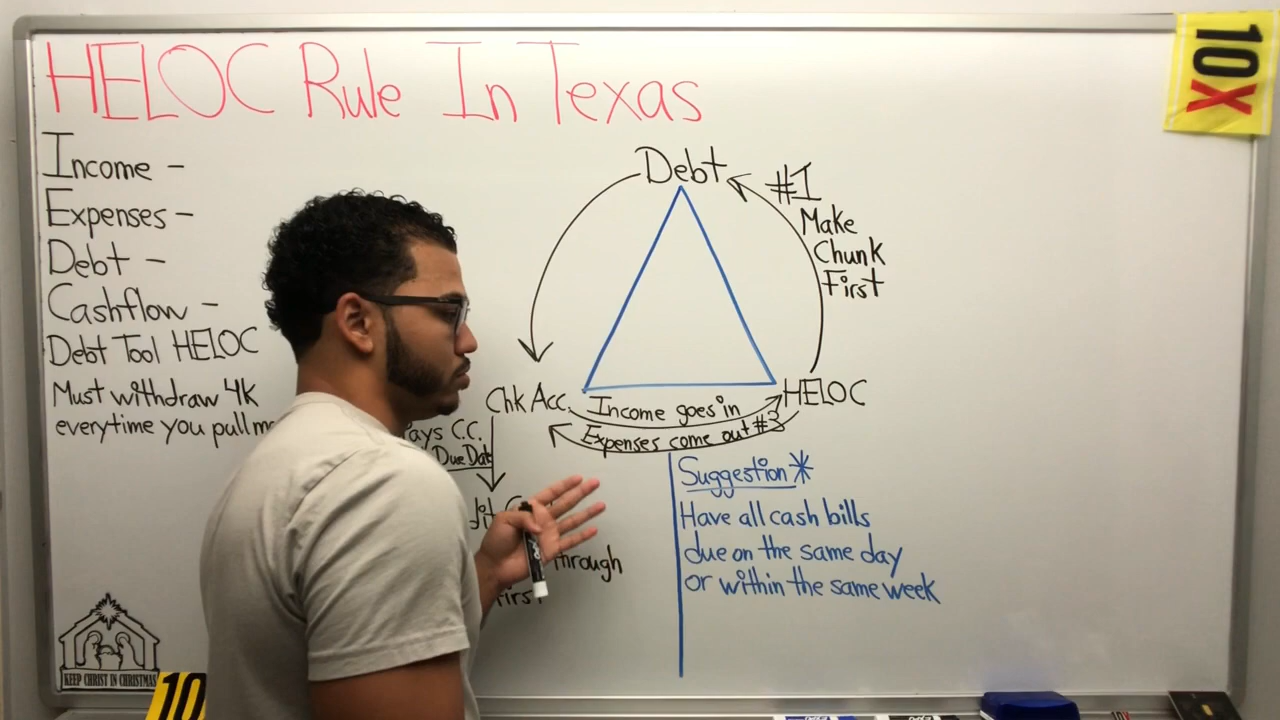 HELOC Rule In Texas
10X
Income -
Expenses -
Debt -
Cashflow -
Debt Tool HELOC
Must withdraw 4K
everytime you pull
Debt
#1
Make
Chunk
First
Chk Acc.
HELOC
Income goes in
Expenses come out #3
C.C.
Due Date
through
First
Suggestion*
Have all cash bills
due on the same day
or within the same week
KEEP CHRIST IN CHRISTMAS
10